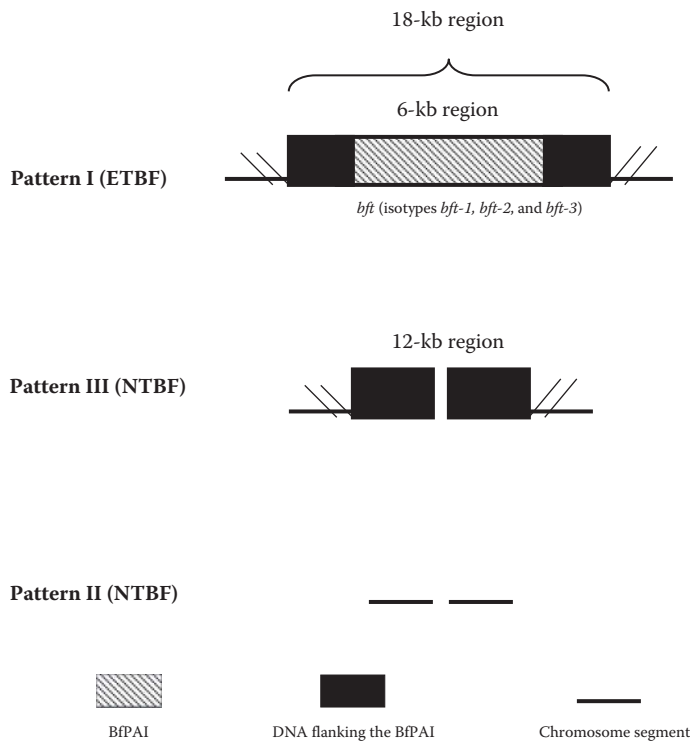 18-kb region
6-kb region
Pattern I (ETBF)
bft (isotypes bft-1, bft-2, and bft-3)
12-kb region
Pattern III (NTBF)
Pattern II (NTBF)
BfPAI
DNA flanking the BfPAI
Chromosome segment